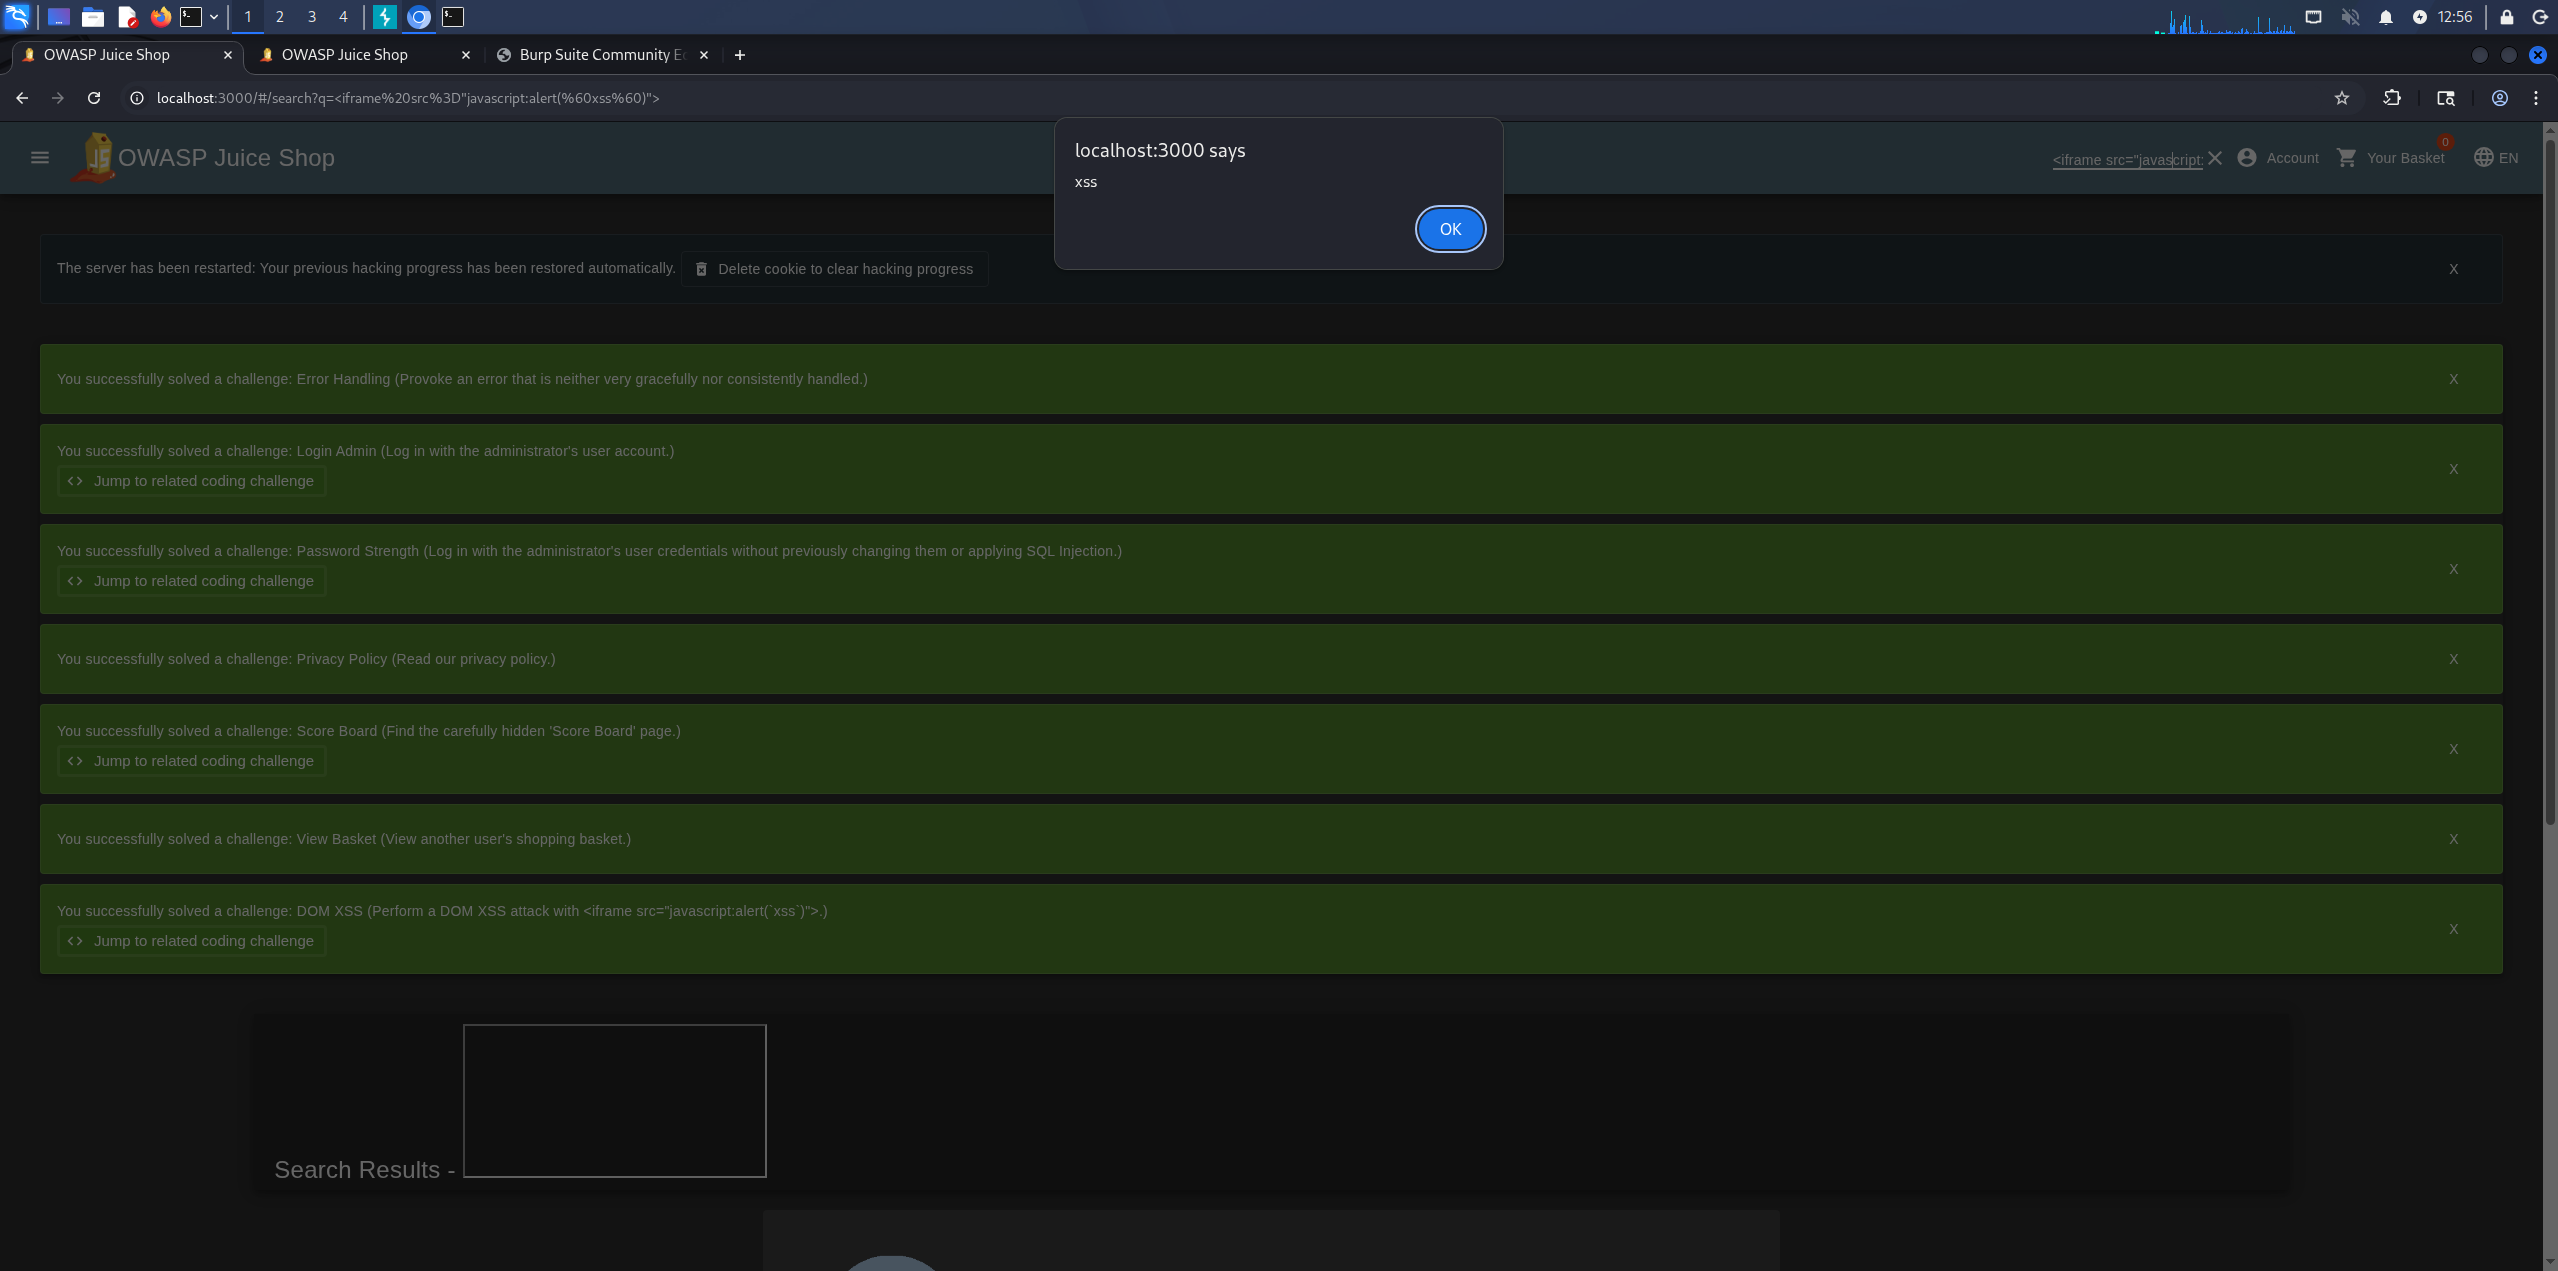 1 2 3 4 12:56
OWASP Juice Shop OWASP Juice Shop Burp Suite Community E
localhost:3000/#/search?q=<iframe%20src%3D"javascript:alert(%60xss%60)">
OWASP Juice Shop
<iframe src="javascript: Account Your Basket 0 EN
localhost:3000 says
xss
OK
The server has been restarted: Your previous hacking progress has been restored automatically. Delete cookie to clear hacking progress X
You successfully solved a challenge: Error Handling (Provoke an error that is neither very gracefully nor consistently handled.) X
You successfully solved a challenge: Login Admin (Log in with the administrator's user account.)
<> Jump to related coding challenge X
You successfully solved a challenge: Password Strength (Log in with the administrator's user credentials without previously changing them or applying SQL Injection.)
<> Jump to related coding challenge X
You successfully solved a challenge: Privacy Policy (Read our privacy policy.) X
You successfully solved a challenge: Score Board (Find the carefully hidden 'Score Board' page.)
<> Jump to related coding challenge X
You successfully solved a challenge: View Basket (View another user's shopping basket.) X
You successfully solved a challenge: DOM XSS (Perform a DOM XSS attack with <iframe src="javascript:alert(`xss`)">.)
<> Jump to related coding challenge X
Search Results -